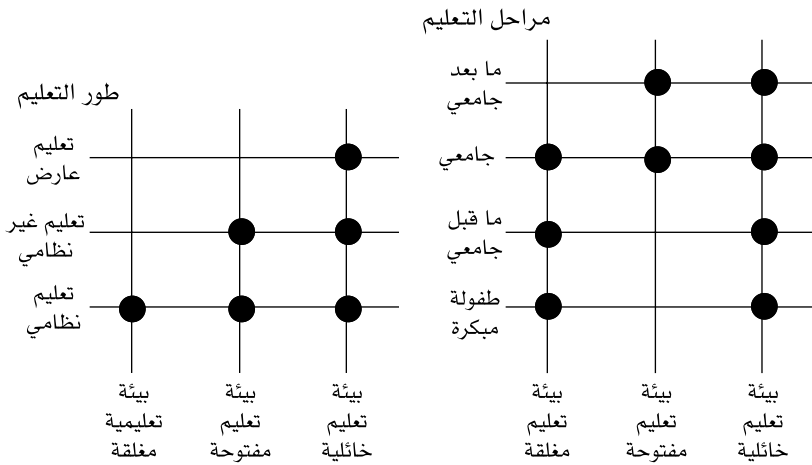 مراحل التعليم
ما بعد
جامعي
جامعي
ما قبل
جامعي
طفولة
مبكرة
بيئة
تعليم
خائلية
بيئة
تعليم
مفتوحة
بيئة
تعليم
مغلقة
طور التعليم
تعليم
عارض
تعليم غير
نظامي
تعليم
نظامي
بيئة
تعليم
خائلية
بيئة
تعليم
مفتوحة
بيئة
تعليمية
مغلقة